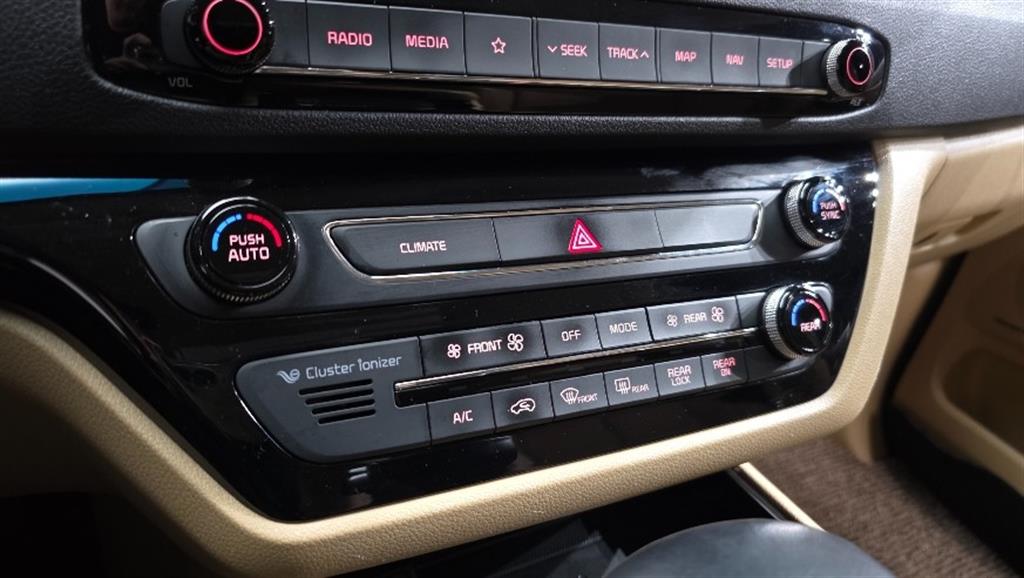 RADIO
MEDIA
SEEK
TRACK
MAP
NAV
SETUP
VOL
PUSH
AUTO
CLIMATE
PUSH
SYNC
FRONT
OFF
MODE
REAR
REAR
Cluster Ionizer
A/C
FRONT
REAR
REAR
LOCK
REAR
ON